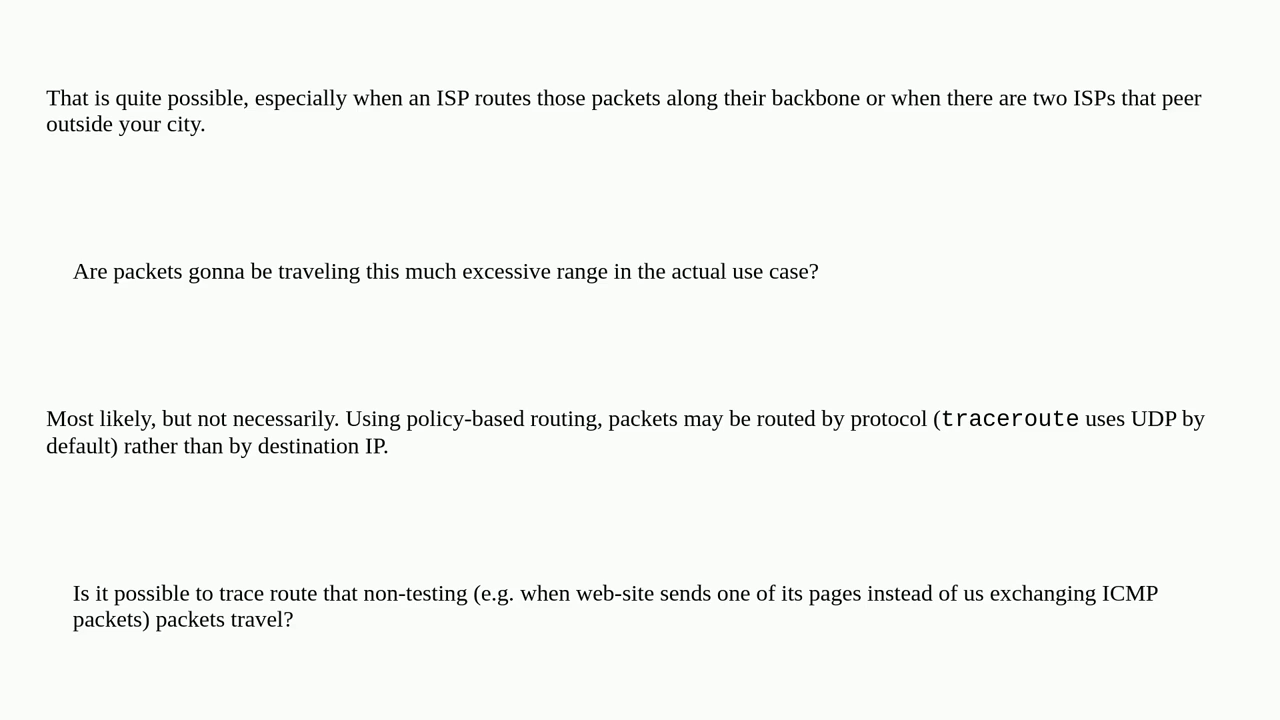 That is quite possible, especially when an ISP routes those packets along their backbone or when there are two ISPs that peer
outside your city.
Are packets gonna be traveling this much excessive range in the actual use case?
Most likely, but not necessarily. Using policy-based routing, packets may be routed by protocol (traceroute uses UDP by
default) rather than by destination IP.
Is it possible to trace route that non-testing (e.g. when web-site sends one of its pages instead of us exchanging ICMP
packets) packets travel?